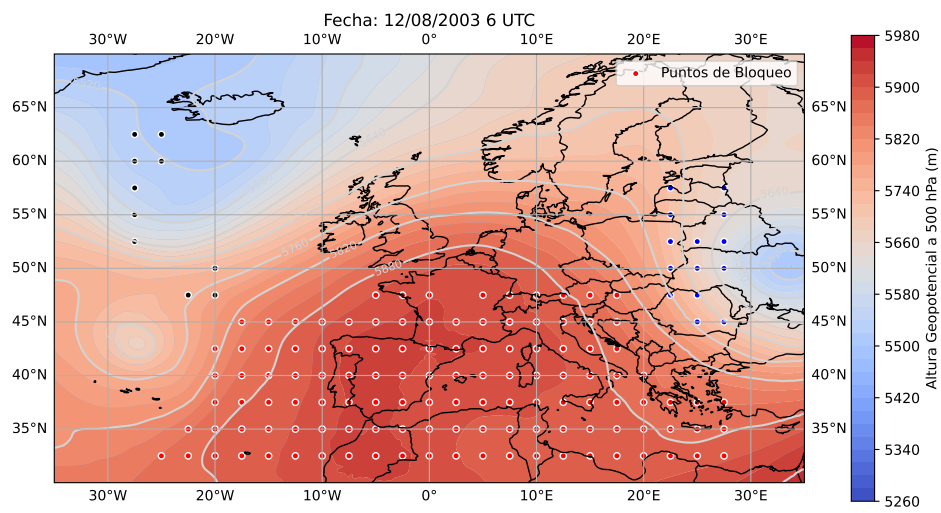 Fecha: 12/08/2003 6 UTC
30°W 20°W 10°W 0° 10°E 20°E 30°E
Puntos de Bloqueo
65°N 65°N
60°N 60°N
55°N 55°N
50°N 50°N
45°N 45°N
40°N 40°N
35°N 35°N
30°W 20°W 10°W 0° 10°E 20°E 30°E
5760
5820
5880
5980
5900
5820
5740
5660
5580
5500
5420
5340
5260
Altura Geopotencial a 500 hPa (m)